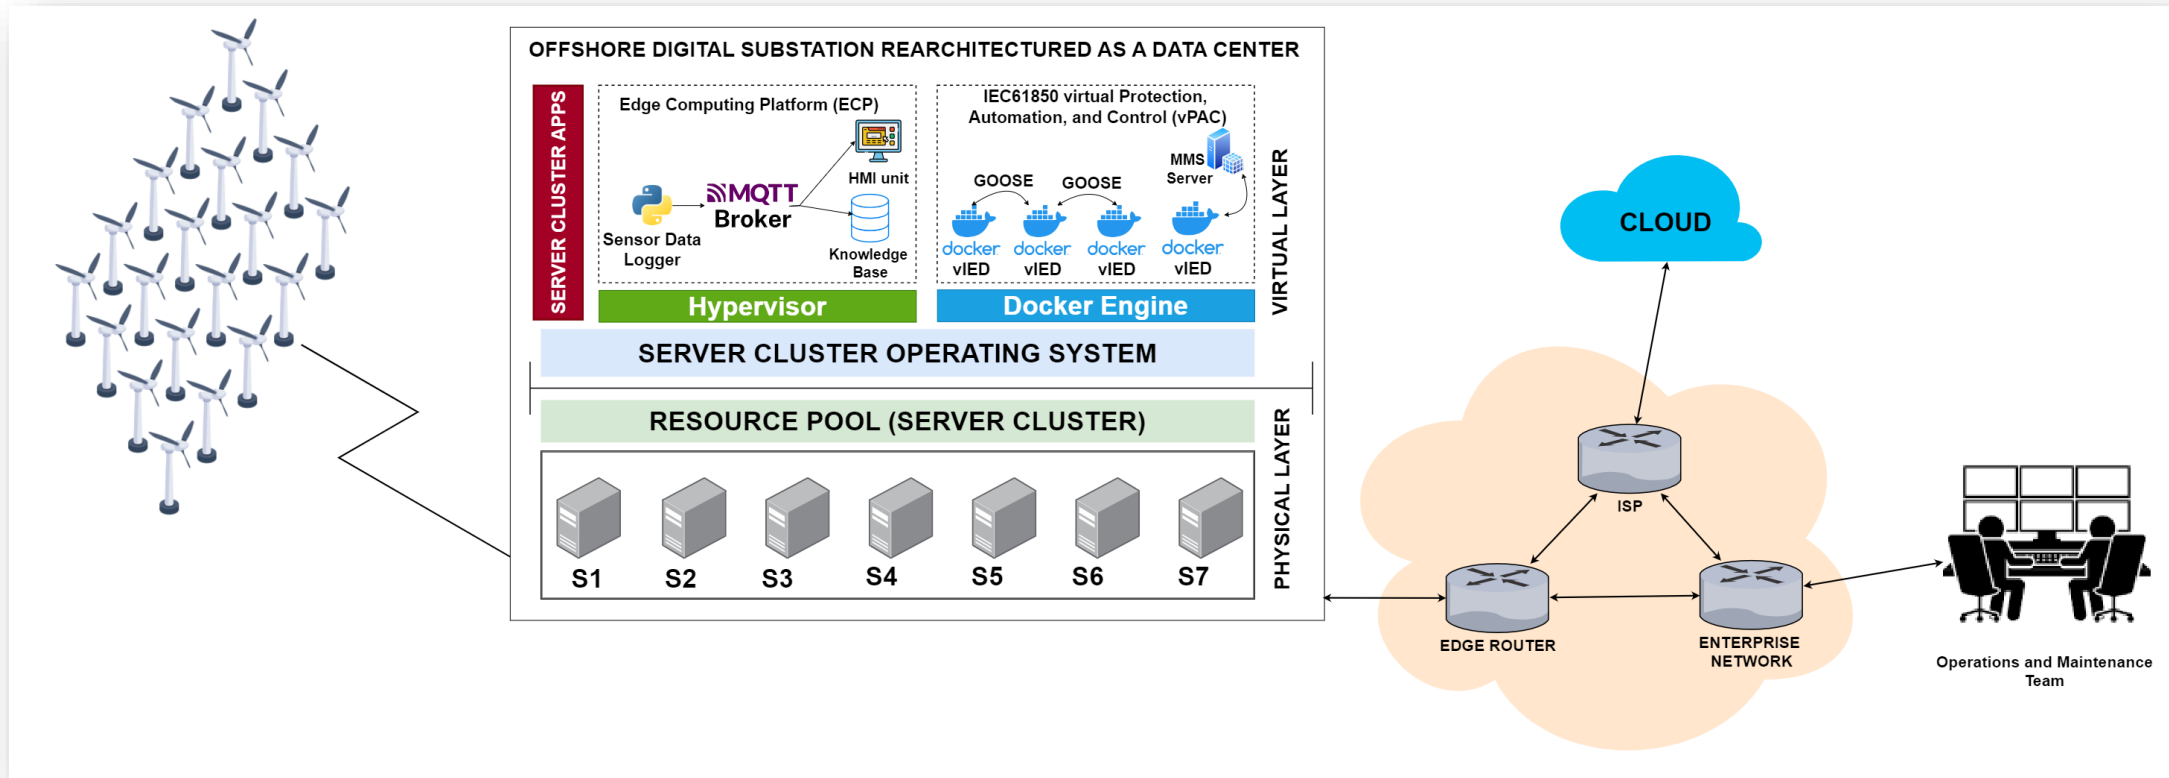 OFFSHORE DIGITAL SUBSTATION REARCHITECTURED AS A DATA CENTER
SERVER CLUSTER APPS
Edge Computing Platform (ECP)
HMI unit
MQTT
Broker
Sensor Data
Logger
Knowledge
Base
Hypervisor
IEC61850 virtual Protection,
Automation, and Control (vPAC)
MMS
Server
GOOSE
GOOSE
docker
docker
docker
docker
vIED
vIED
vIED
vIED
Docker Engine
VIRTUAL LAYER
SERVER CLUSTER OPERATING SYSTEM
RESOURCE POOL (SERVER CLUSTER)
S1
S2
S3
S4
S5
S6
S7
PHYSICAL LAYER
CLOUD
ISP
EDGE ROUTER
ENTERPRISE
NETWORK
Operations and Maintenance
Team